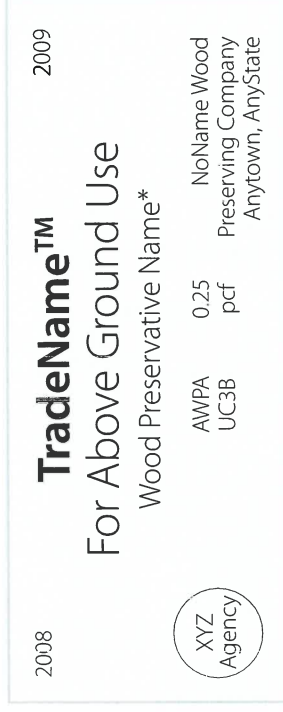 2008 TradeName™ 2009
For Above Ground Use
Wood Preservative Name*
XYZ Agency
AWPA UC3B
0.25 pcf
NoName Wood
Preserving Company
Anytown, AnyState